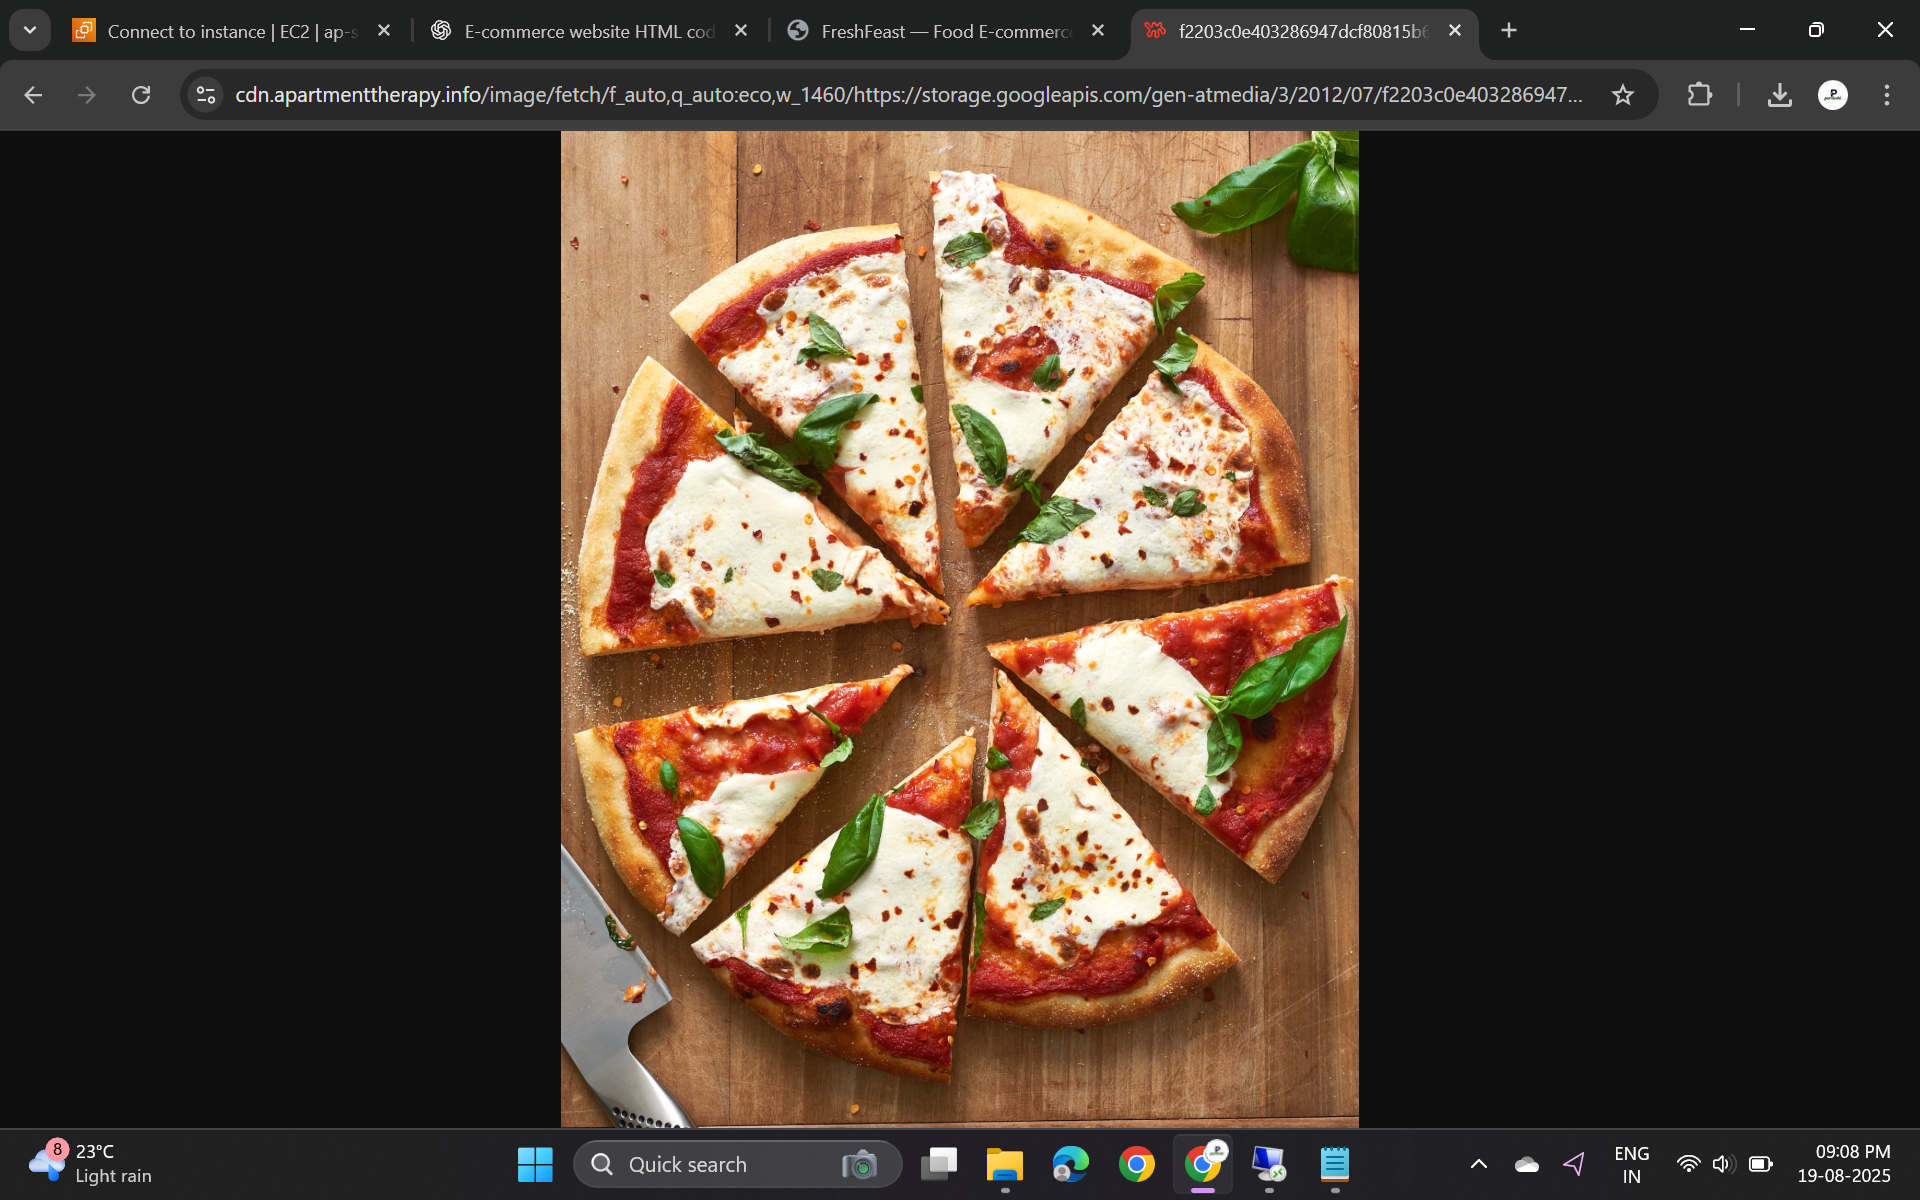 Connect to instance | EC2 | ap-s
E-commerce website HTML cod
FreshFeast — Food E-commerce
f2203c0e403286947dcf80815b6
cdn.apartmenttherapy.info/image/fetch/f_auto,q_auto:eco,w_1460/https://storage.googleapis.com/gen-atmedia/3/2012/07/f2203c0e403286947...
8
23°C
Light rain
Quick search
ENG
IN
09:08 PM
19-08-2025